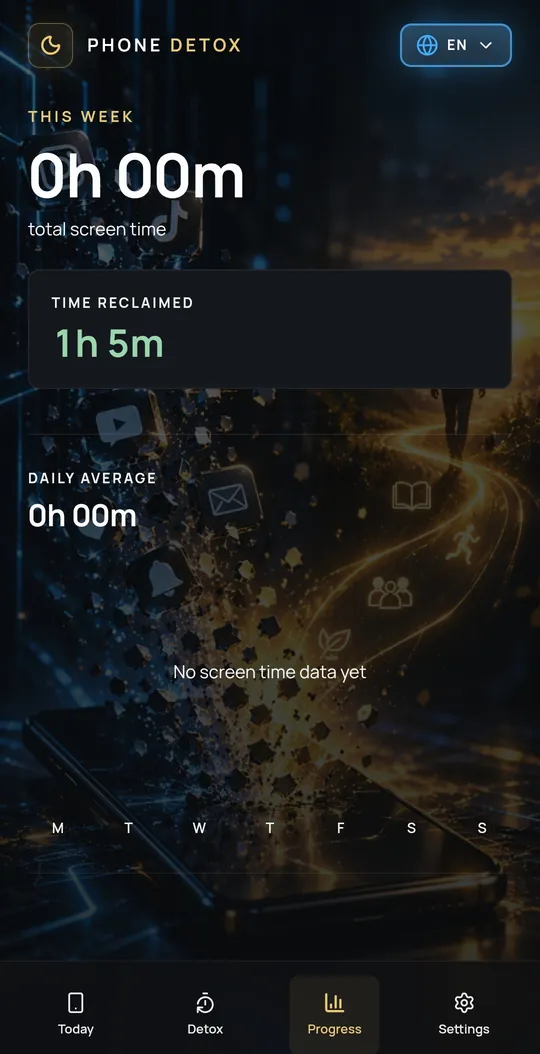 PHONE DETOX
EN
THIS WEEK
0h 00m
total screen time
TIME RECLAIMED
1h 5m
DAILY AVERAGE
0h 00m
No screen time data yet
M T W T F S S
Today Detox Progress Settings